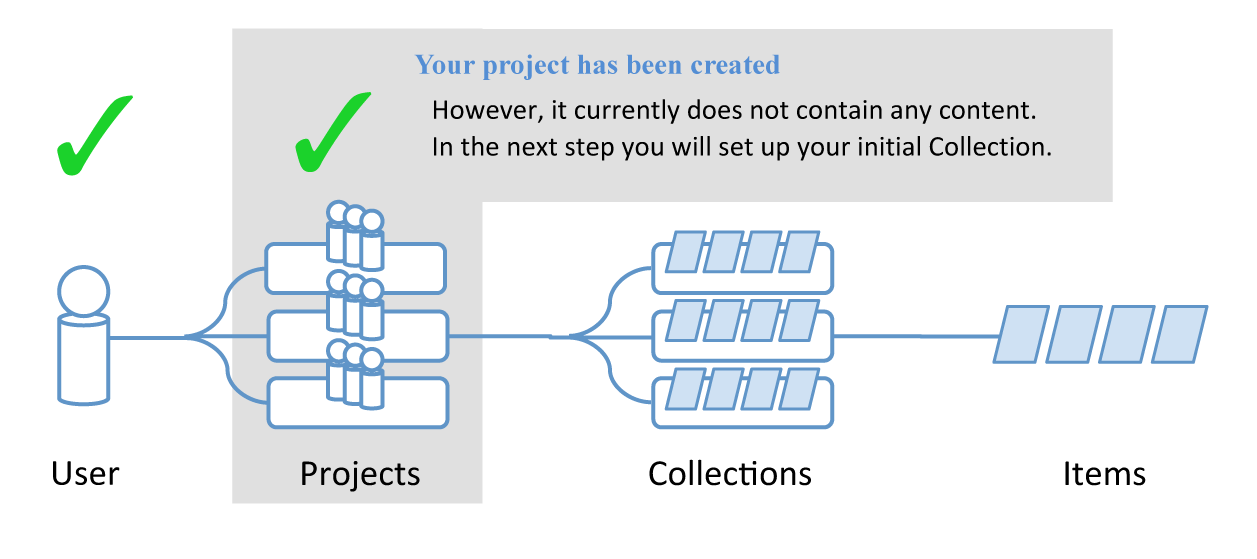 Your project has been created
However, it currently does not contain any content.
In the next step you will set up your initial Collection.
User
Projects
Collections
Items